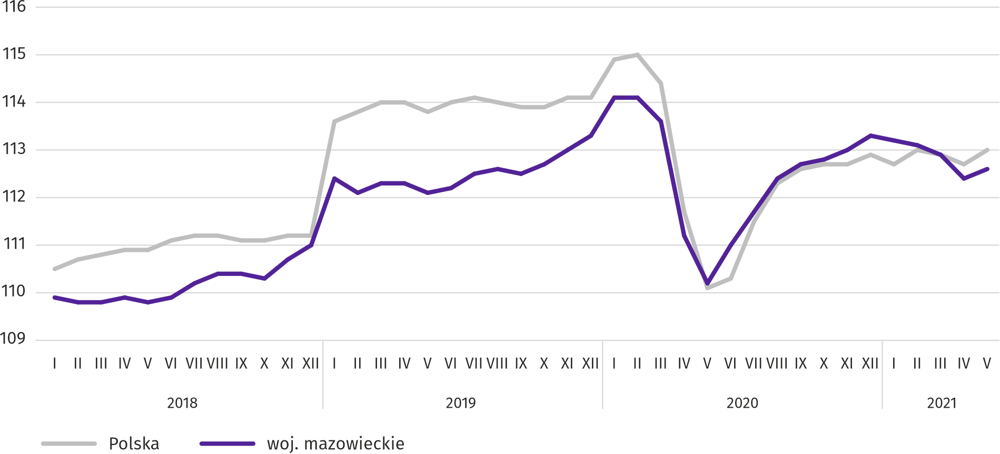 116
115
114
113
112
111
110
109
I II III IV V VI VII VIII IX X XI XII I II III IV V VI VII VIII IX X XI XII I II III IV V VI VII VIII IX X XI XII I II III IV V
2018 2019 2020 2021
Polska woj. mazowieckie